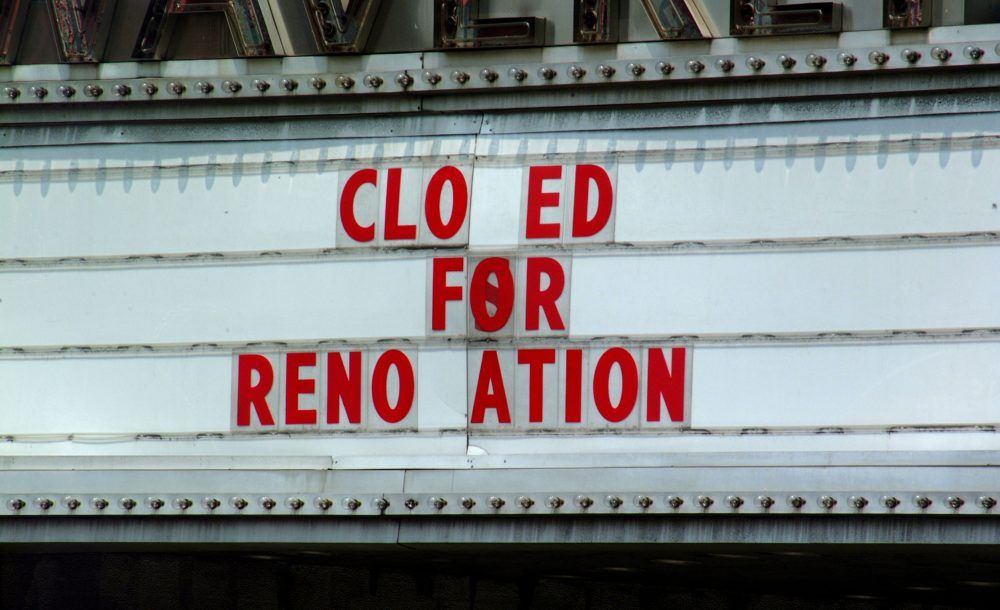 CLO ED
FOR
RENO ATION